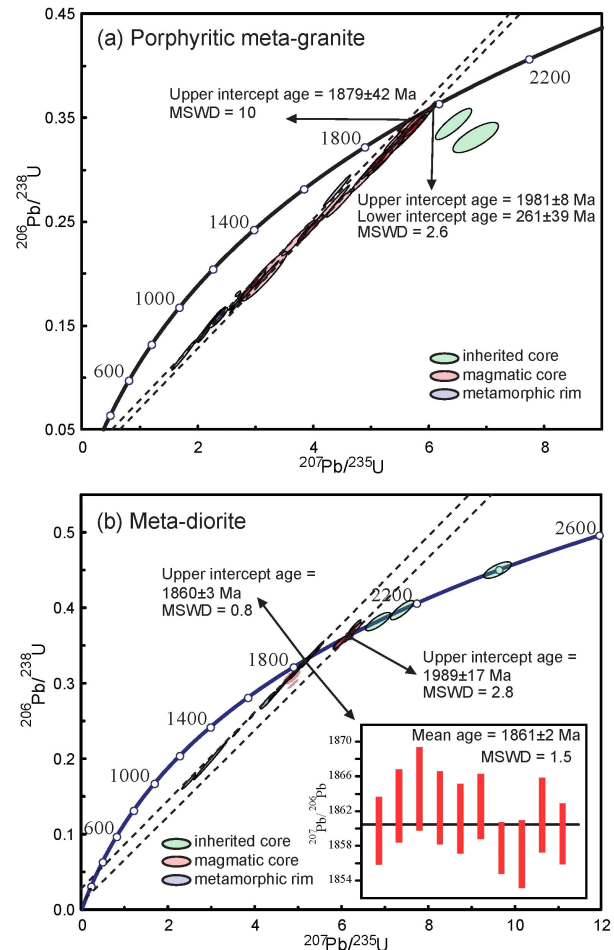 (a) Porphyritic meta-granite
Upper intercept age = 1879±42 Ma
MSWD = 10
2200
1800
Upper intercept age = 1981±8 Ma
Lower intercept age = 261±39 Ma
MSWD = 2.6
1400
1000
600
inherited core
magmatic core
metamorphic rim
0.45
0.35
0.25
0.15
0.05
²⁰⁶Pb/²³⁸U
0 2 4 6 8
²⁰⁷Pb/²³⁵U
(b) Meta-diorite
2600
Upper intercept age =
1860±3 Ma
MSWD = 0.8
2200
1800
Upper intercept age =
1989±17 Ma
MSWD = 2.8
1400
1000
600
Mean age = 1861±2 Ma
MSWD = 1.5
1870
1866
1862
1858
1854
²⁰⁷Pb/²⁰⁶Pb
inherited core
magmatic core
metamorphic rim
0.5
0.4
0.3
0.2
0.1
0.0
²⁰⁶Pb/²³⁸U
0 2 4 6 8 10 12
²⁰⁷Pb/²³⁵U